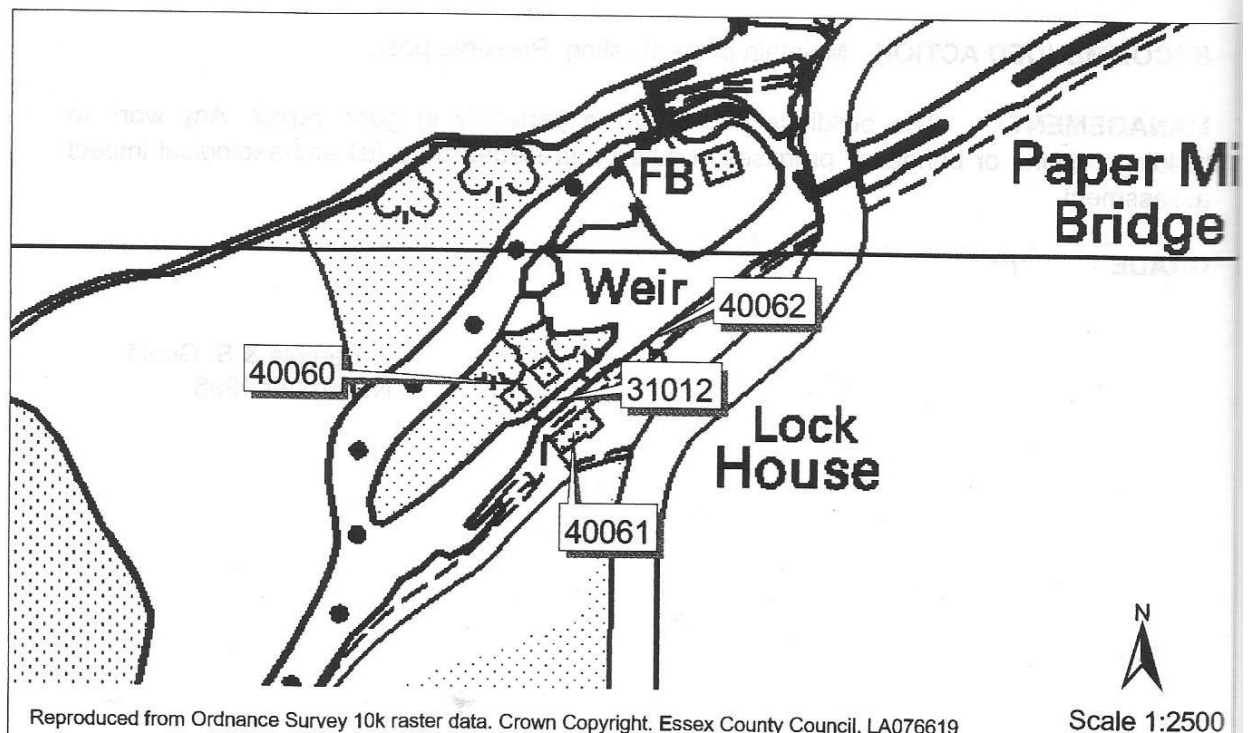 FB
Paper Mi
Bridge
Weir
40062
40060
31012
Lock
House
40061
N
Reproduced from Ordnance Survey 10k raster data. Crown Copyright. Essex County Council. LA076619
Scale 1:2500